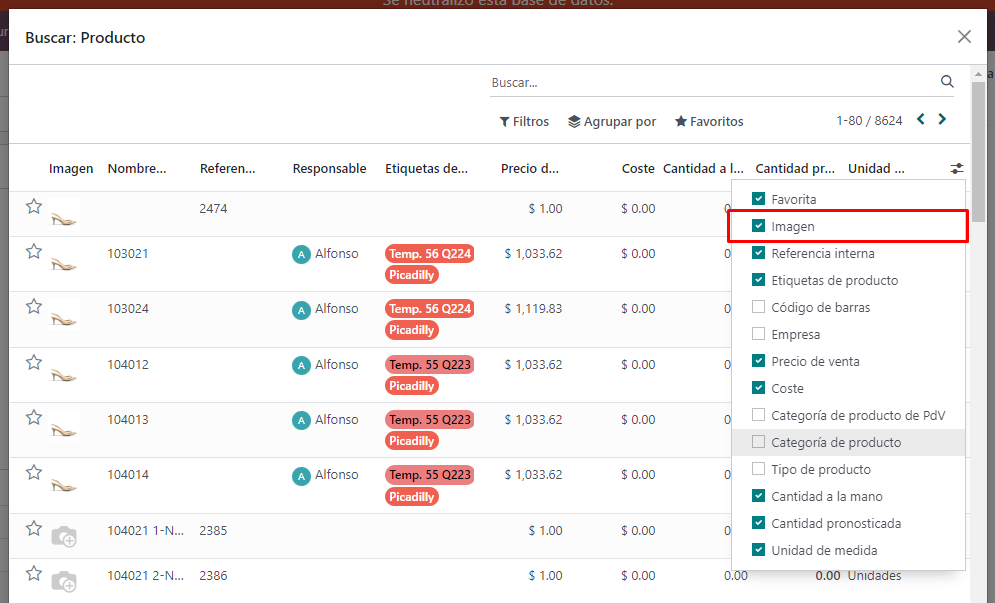 Se neutralizó esta base de datos.
Buscar: Producto
Buscar...
Filtros Agrupar por Favoritos 1-80 / 8624
Imagen Nombre... Referen... Responsable Etiquetas de... Precio d... Coste Cantidad a l... Cantidad pr... Unidad ...
2474 $ 1.00 $ 0.00 0
Favorita
Imagen
103021 A Alfonso Temp. 56 Q224 $ 1,033.62 $ 0.00 0
Picadilly
Referencia interna
Etiquetas de producto
103024 A Alfonso Temp. 56 Q224 $ 1,119.83 $ 0.00 0
Picadilly
Código de barras
Empresa
104012 A Alfonso Temp. 55 Q223 $ 1,033.62 $ 0.00 0
Picadilly
Precio de venta
Coste
104013 A Alfonso Temp. 55 Q223 $ 1,033.62 $ 0.00 0
Picadilly
Categoría de producto de PdV
Categoría de producto
104014 A Alfonso Temp. 55 Q223 $ 1,033.62 $ 0.00 0
Picadilly
Tipo de producto
Cantidad a la mano
104021 1-N... 2385 $ 1.00 $ 0.00 0
Cantidad pronosticada
Unidad de medida
104021 2-N... 2386 $ 1.00 $ 0.00 0.00 0.00 Unidades